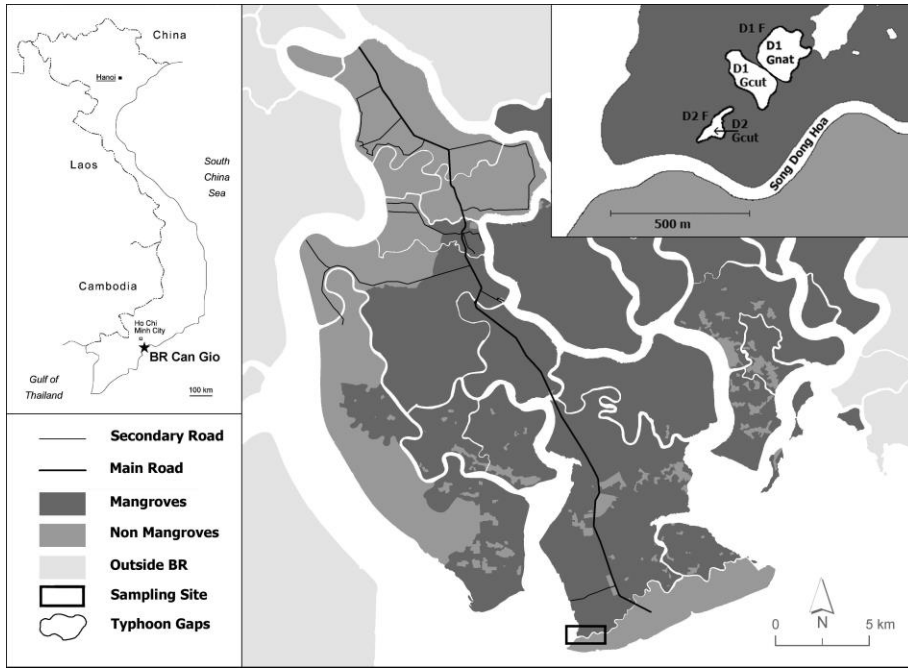 China
Hanoi
Laos
South
China
Sea
Cambodia
Ho Chi
Minh City
BR Can Gio
Gulf of
Thailand
100 km
Secondary Road
Main Road
Mangroves
Non Mangroves
Outside BR
Sampling Site
Typhoon Gaps
D1 F
D1
Gnat
D1
Gcut
D2 F
D2
Gcut
Song Dong Hoa
500 m
N
0
5 km